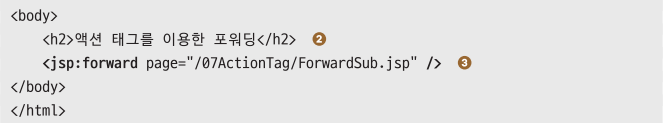 <body>
<h2>액션 태그를 이용한 포워딩</h2> ❷
<jsp:forward page="/07ActionTag/ForwardSub.jsp" /> ❸
</body>
</html>